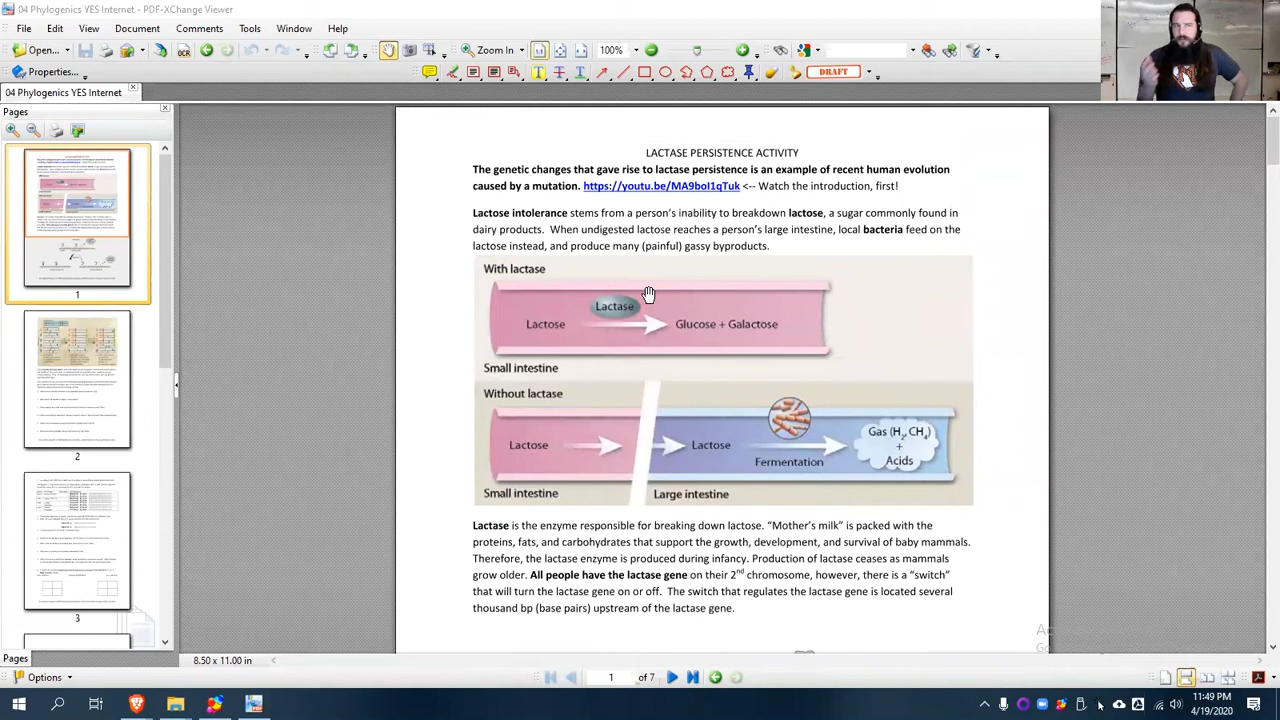 04 Phylogenics YES Internet - PDF-XChange Viewer
File Edit View Document Comments Tools Window Help
Open... OCR Zoom In 100%
Properties... DRAFT
04 Phylogenics YES Internet
Pages
1
2
3
LACTASE PERSISTENCE ACTIVITY
The genetic changes that gave rise to lactase persistence is an example of recent human evolution
caused by a mutation. https://youtu.be/MA9boI1qTuk <-- Watch the introduction, first!
Lactose intolerance stems from a person's inability to breakdown lactose, a sugar commonly found in
dairy products. When undigested lactose reaches a person's large intestine, local bacteria feed on the
lactose instead, and produce many (painful) gassy byproducts.
With lactase
Lactase
Lactose Glucose + Galactose
Small intestine
Without lactase
Lactose Lactose Fermentation Gas (H2, CH4)
+
Acids
Small intestine Large intestine
Lactase is the enzyme responsible for breaking down lactose. “Mother's milk” is packed with the
proteins, fats, and carbohydrates that support the growth, development, and survival of baby mammals.
Therefore, the lactase enzyme is produced during infancy. Production of lactase ceases as mammals
grow older. All people have the lactase gene on their 2nd chromosome, however, there is a “switch”
that will turn the lactase gene on or off. The switch that regulates the lactase gene is located several
thousand bp (base pairs) upstream of the lactase gene.
Pages
8.50 x 11.00 in
Options 1 of 7
11:49 PM
4/19/2020